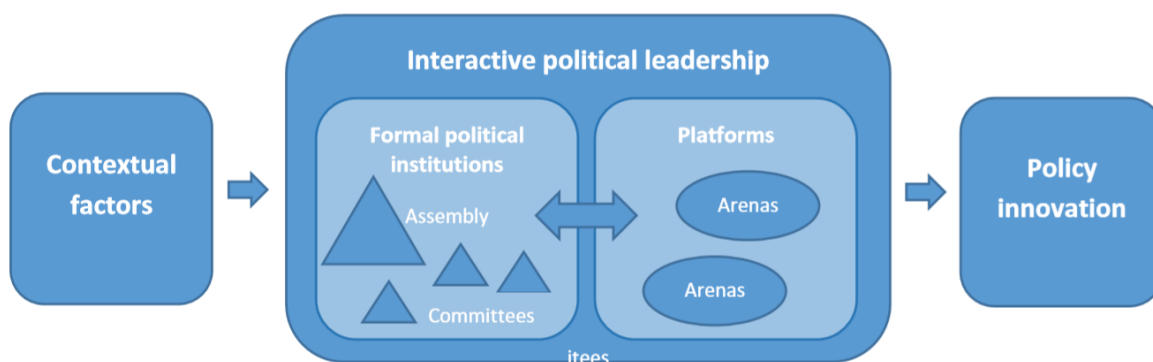 Interactive political leadership
Contextual
factors
Formal political
institutions
Assembly
Committees
Platforms
Arenas
Arenas
Policy
innovation
itees